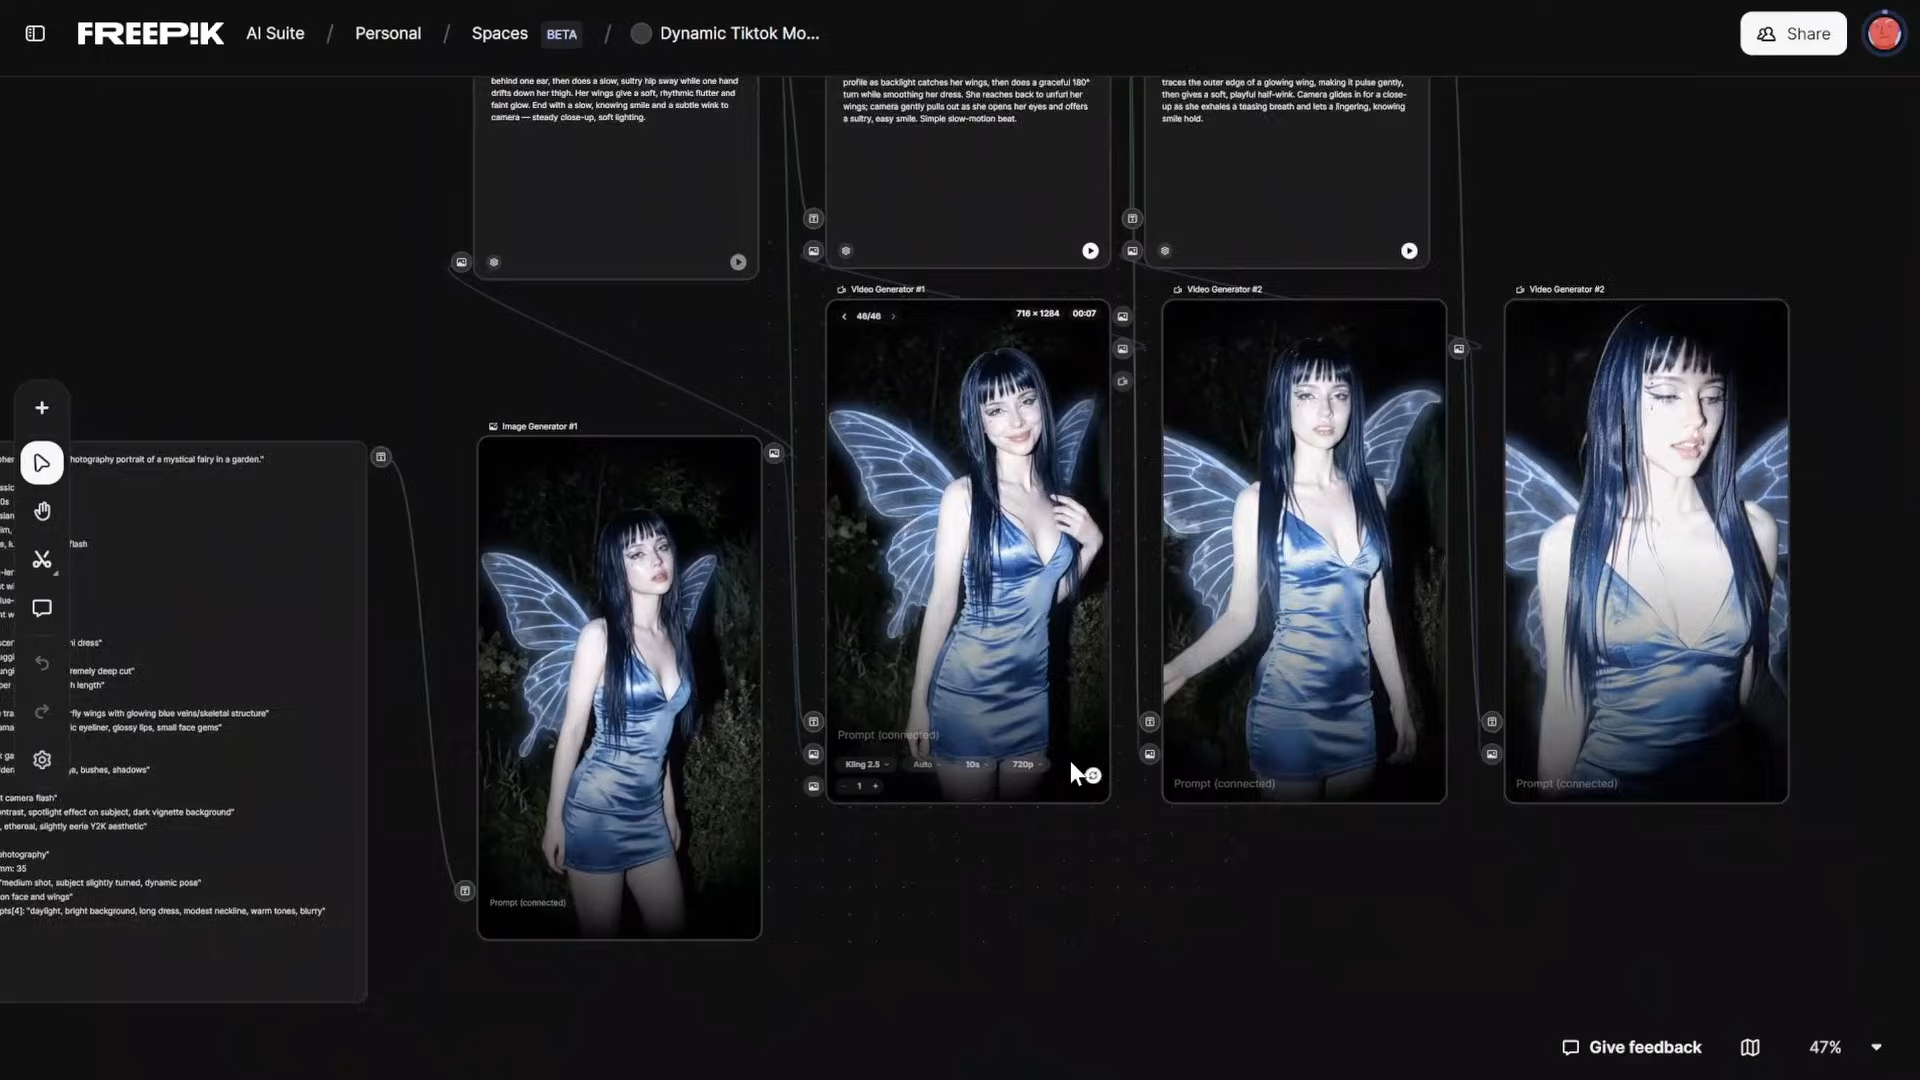 FREEPIK
AI Suite / Personal / Spaces BETA / Dynamic Tiktok Mo...
Share
behind one ear, then does a slow, sultry hip sway while one hand
drifts down her thigh. Her wings give a soft, rhythmic flutter and
faint glow. End with a slow, knowing smile and a subtle wink to
camera — steady close-up, soft lighting.
profile as backlight catches her wings, then does a graceful 180°
turn while smoothing her dress. She reaches back to unfurl her
wings; camera gently pulls out as she opens her eyes and offers
a sultry, easy smile. Simple slow-motion beat.
traces the outer edge of a glowing wing, making it pulse gently,
then gives a soft, playful half-wink. Camera glides in for a close-
up as she exhales a teasing breath and lets a lingering, knowing
smile hold.
Video Generator #1
46/46
716 × 1284 00:07
Prompt (connected)
Kling 2.5 Auto 10s 720p
- 1 +
Video Generator #2
Prompt (connected)
Video Generator #2
Prompt (connected)
Image Generator #1
Prompt (connected)
hotography portrait of a mystical fairy in a garden."
flash
ni dress"
tremely deep cut"
h length"
rfly wings with glowing blue veins/skeletal structure"
ic eyeliner, glossy lips, small face gems"
bushes, shadows"
t camera flash"
ontrast, spotlight effect on subject, dark vignette background"
, ethereal, slightly eerie Y2K aesthetic"
photography"
mm: 35
"medium shot, subject slightly turned, dynamic pose"
on face and wings"
pts[4]: "daylight, bright background, long dress, modest neckline, warm tones, blurry"
Give feedback
47%